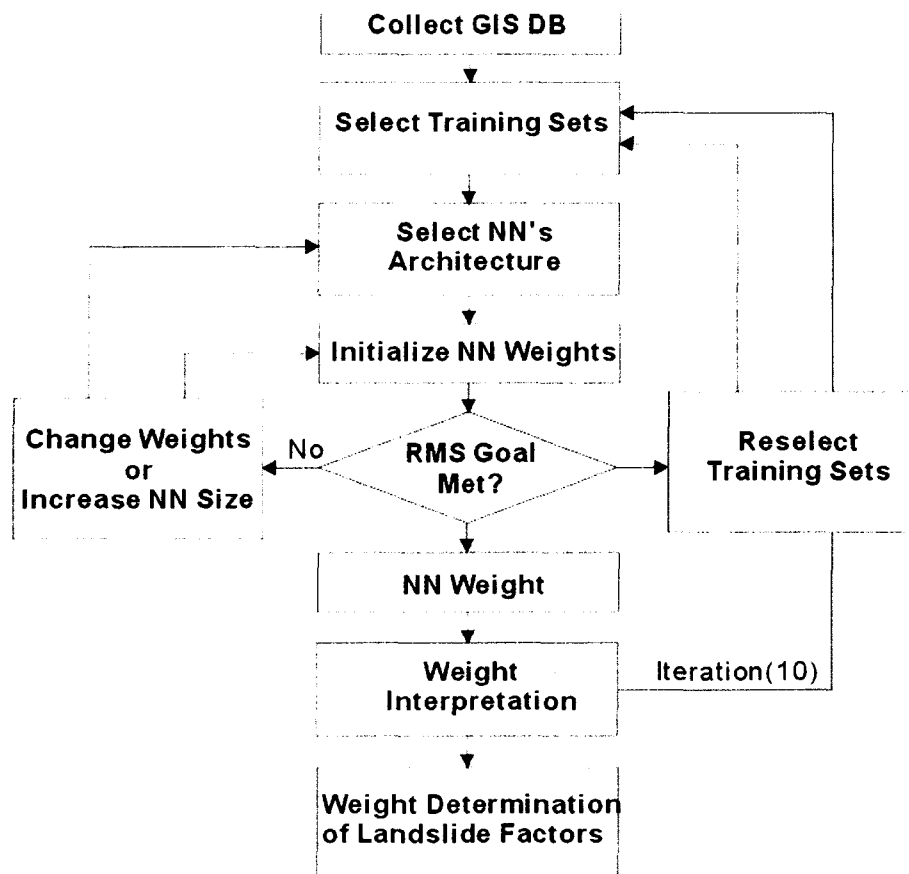 Collect GIS DB
Select Training Sets
Select NN's
Architecture
Initialize NN Weights
Change Weights
or
Increase NN Size
No
RMS Goal
Met?
Reselect
Training Sets
NN Weight
Weight
Interpretation
Iteration(10)
Weight Determination
of Landslide Factors